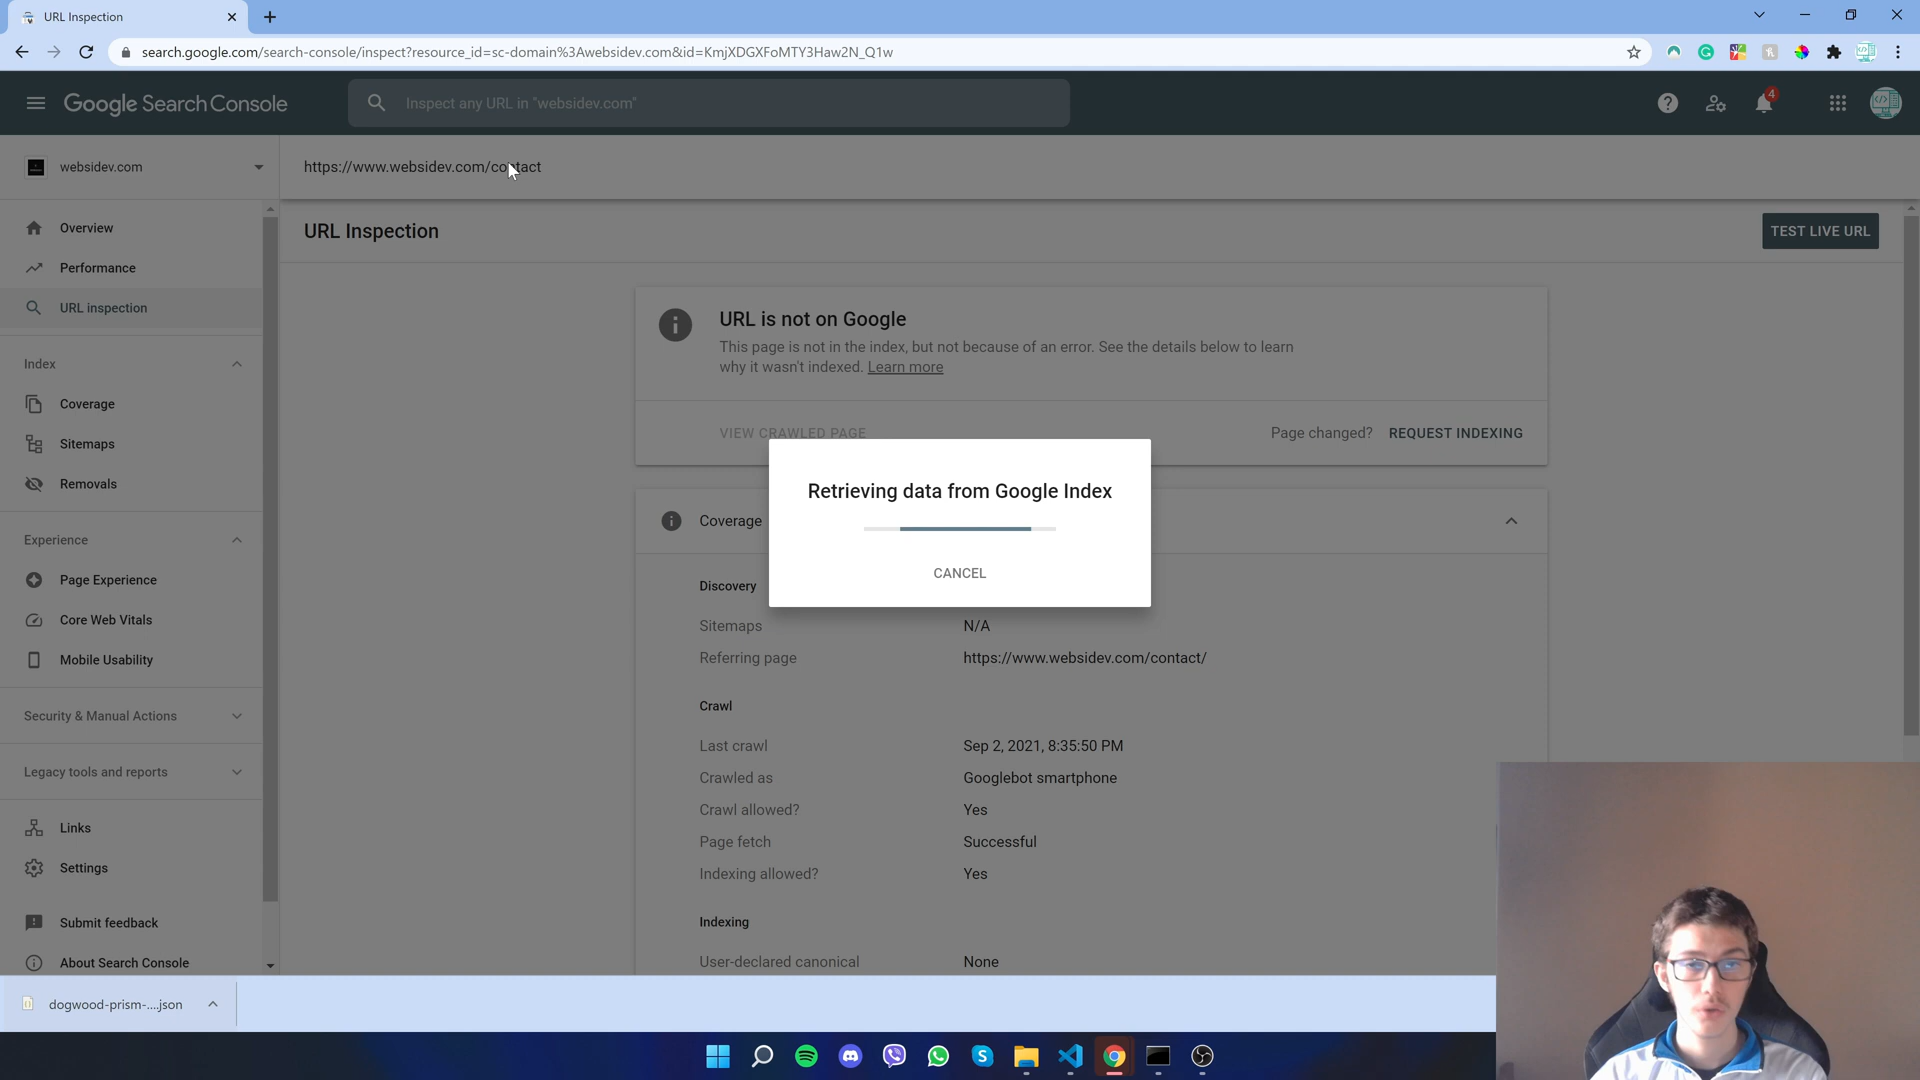 URL Inspection
search.google.com/search-console/inspect?resource_id=sc-domain%3Awebsidev.com&id=KmjXDGXFoMTY3Haw2N_Q1w
Google Search Console
Inspect any URL in "websidev.com"
4
websidev.com
https://www.websidev.com/contact
Overview
Performance
URL inspection
Index
Coverage
Sitemaps
Removals
Experience
Page Experience
Core Web Vitals
Mobile Usability
Security & Manual Actions
Legacy tools and reports
Links
Settings
Submit feedback
About Search Console
URL Inspection
TEST LIVE URL
URL is not on Google
This page is not in the index, but not because of an error. See the details below to learn
why it wasn't indexed. Learn more
VIEW CRAWLED PAGE
Page changed? REQUEST INDEXING
Retrieving data from Google Index
CANCEL
Coverage
Discovery
Sitemaps N/A
Referring page https://www.websidev.com/contact/
Crawl
Last crawl Sep 2, 2021, 8:35:50 PM
Crawled as Googlebot smartphone
Crawl allowed? Yes
Page fetch Successful
Indexing allowed? Yes
Indexing
User-declared canonical None
dogwood-prism-....json